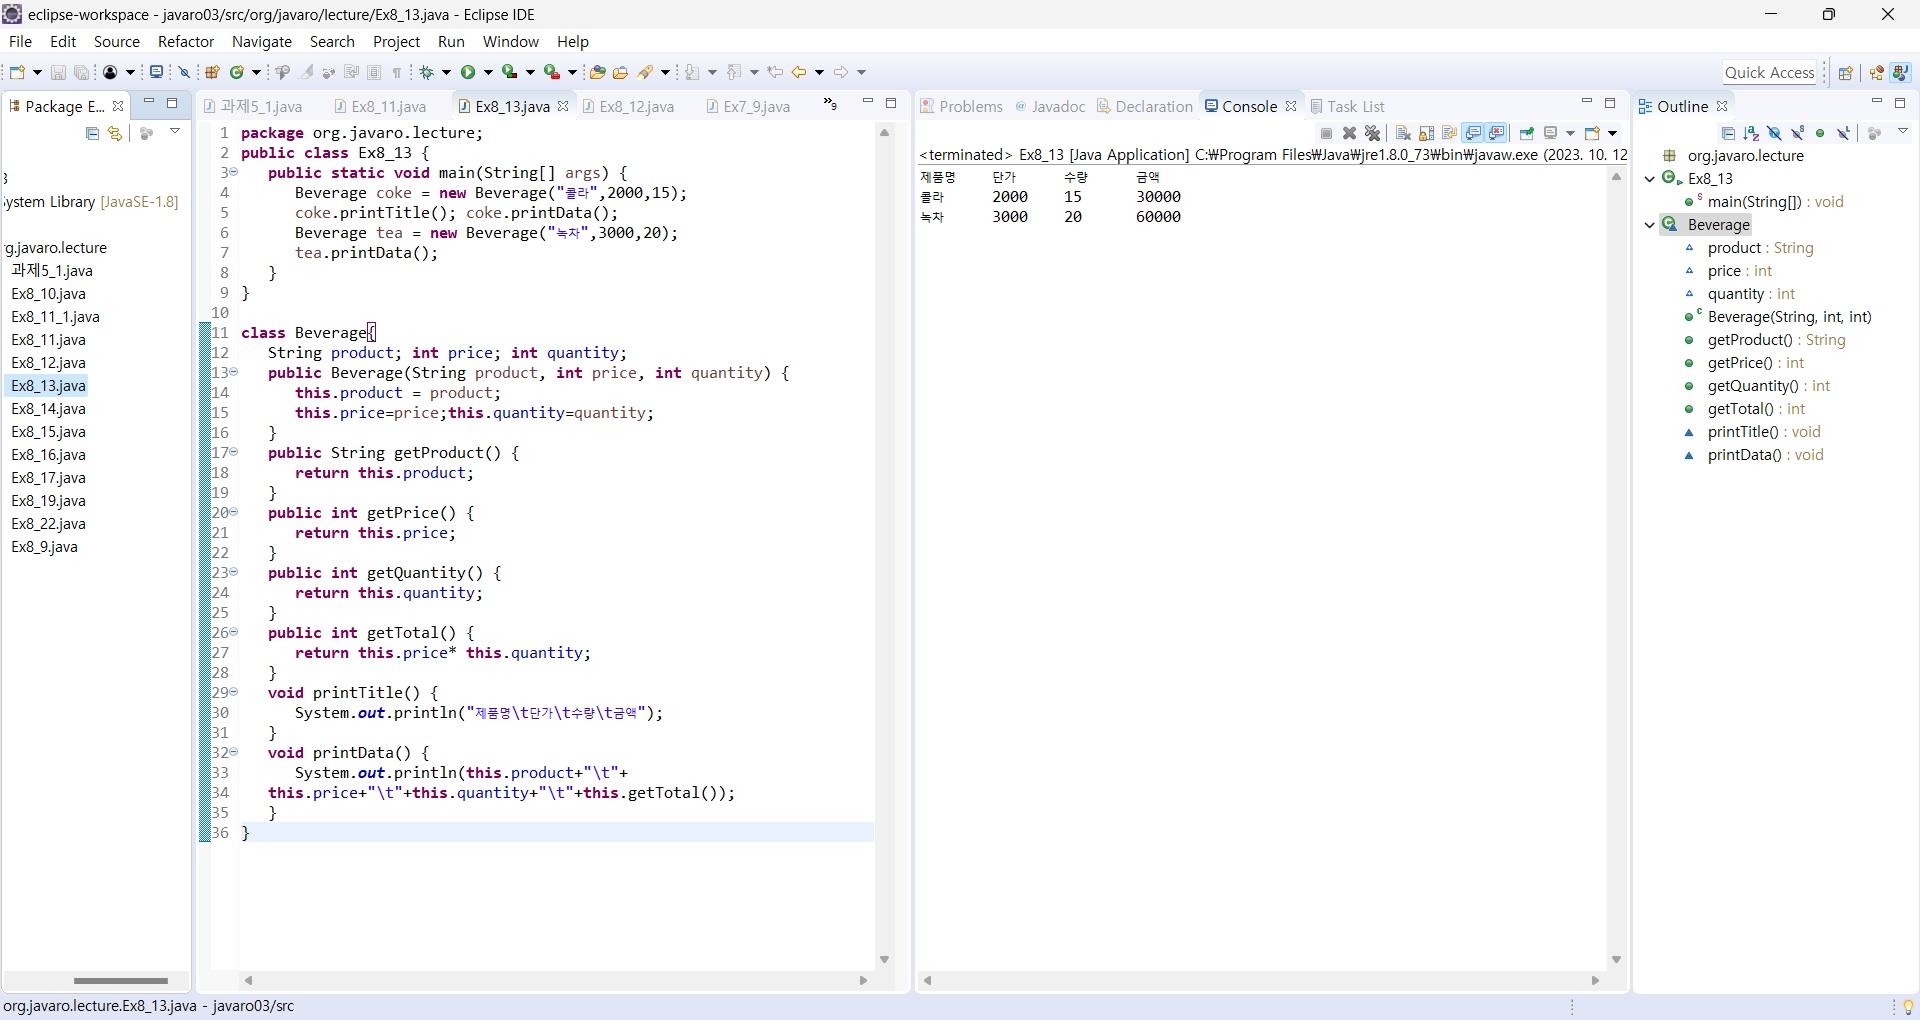 eclipse-workspace - javaro03/src/org/javaro/lecture/Ex8_13.java - Eclipse IDE
File Edit Source Refactor Navigate Search Project Run Window Help
Quick Access
Package E...
3
ystem Library [JavaSE-1.8]
g.javaro.lecture
과제5_1.java
Ex8_10.java
Ex8_11_1.java
Ex8_11.java
Ex8_12.java
Ex8_13.java
Ex8_14.java
Ex8_15.java
Ex8_16.java
Ex8_17.java
Ex8_19.java
Ex8_22.java
Ex8_9.java
과제5_1.java Ex8_11.java Ex8_13.java Ex8_12.java Ex7_9.java »9
1 package org.javaro.lecture;
2 public class Ex8_13 {
3 public static void main(String[] args) {
4 Beverage coke = new Beverage("콜라",2000,15);
5 coke.printTitle(); coke.printData();
6 Beverage tea = new Beverage("녹차",3000,20);
7 tea.printData();
8 }
9 }
10
11 class Beverage{
12 String product; int price; int quantity;
13 public Beverage(String product, int price, int quantity) {
14 this.product = product;
15 this.price=price;this.quantity=quantity;
16 }
17 public String getProduct() {
18 return this.product;
19 }
20 public int getPrice() {
21 return this.price;
22 }
23 public int getQuantity() {
24 return this.quantity;
25 }
26 public int getTotal() {
27 return this.price* this.quantity;
28 }
29 void printTitle() {
30 System.out.println("제품명\t단가\t수량\t금액");
31 }
32 void printData() {
33 System.out.println(this.product+"\t"+
34 this.price+"\t"+this.quantity+"\t"+this.getTotal());
35 }
36 }
Problems Javadoc Declaration Console Task List
<terminated> Ex8_13 [Java Application] C:₩Program Files₩Java₩jre1.8.0_73₩bin₩javaw.exe (2023. 10. 12
제품명 단가 수량 금액
콜라 2000 15 30000
녹차 3000 20 60000
Outline
org.javaro.lecture
Ex8_13
main(String[]) : void
Beverage
product : String
price : int
quantity : int
Beverage(String, int, int)
getProduct() : String
getPrice() : int
getQuantity() : int
getTotal() : int
printTitle() : void
printData() : void
org.javaro.lecture.Ex8_13.java - javaro03/src